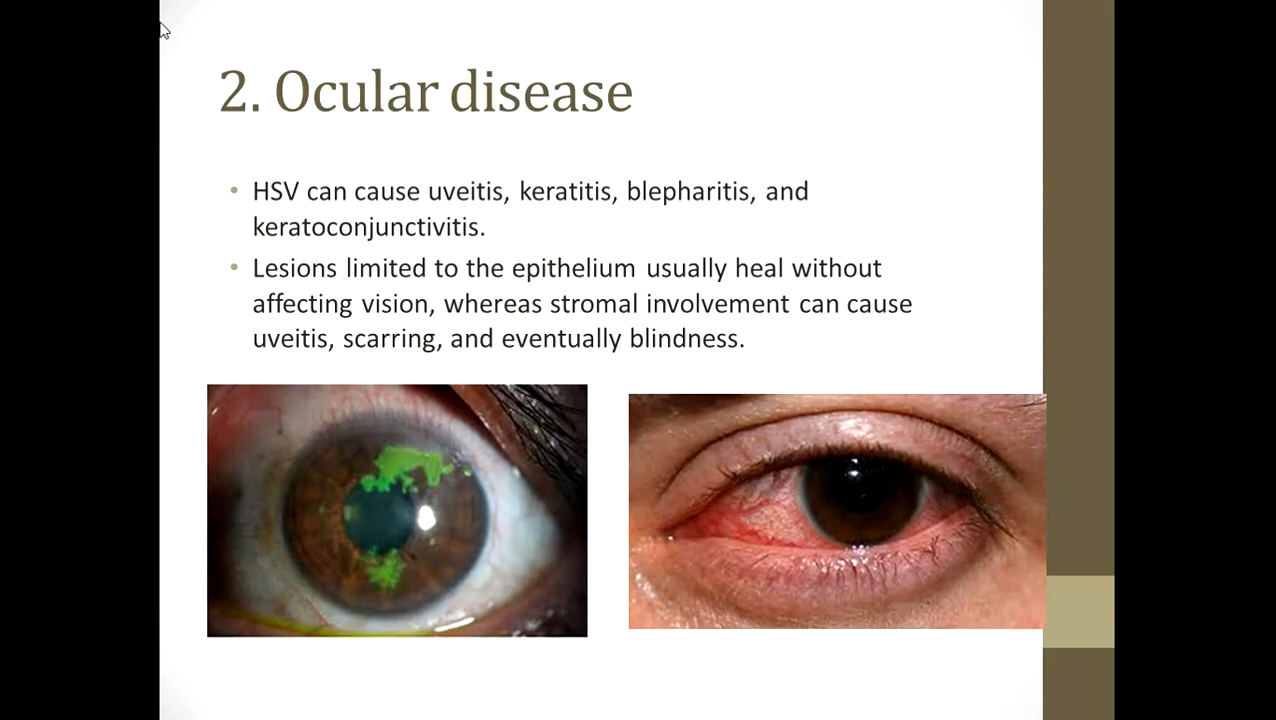 2. Ocular disease
• HSV can cause uveitis, keratitis, blepharitis, and
keratoconjunctivitis.
• Lesions limited to the epithelium usually heal without
affecting vision, whereas stromal involvement can cause
uveitis, scarring, and eventually blindness.